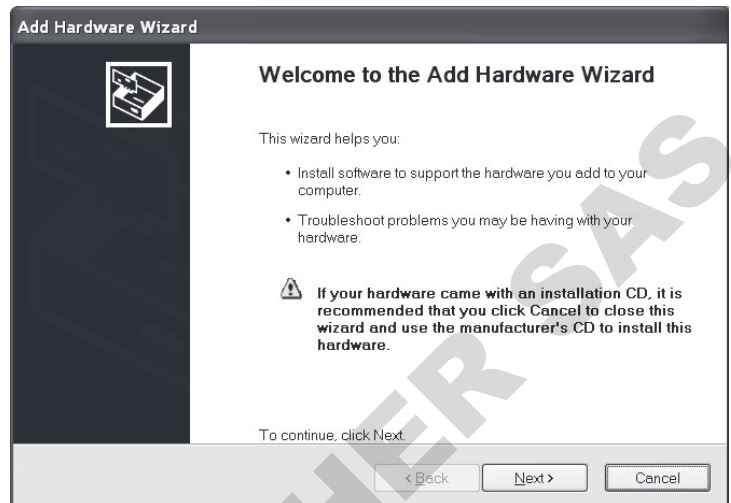 Add Hardware Wizard
Welcome to the Add Hardware Wizard
This wizard helps you:
• Install software to support the hardware you add to your
computer.
• Troubleshoot problems you may be having with your
hardware.
If your hardware came with an installation CD, it is
recommended that you click Cancel to close this
wizard and use the manufacturer's CD to install this
hardware.
To continue, click Next.
< Back
Next >
Cancel
HER SAS